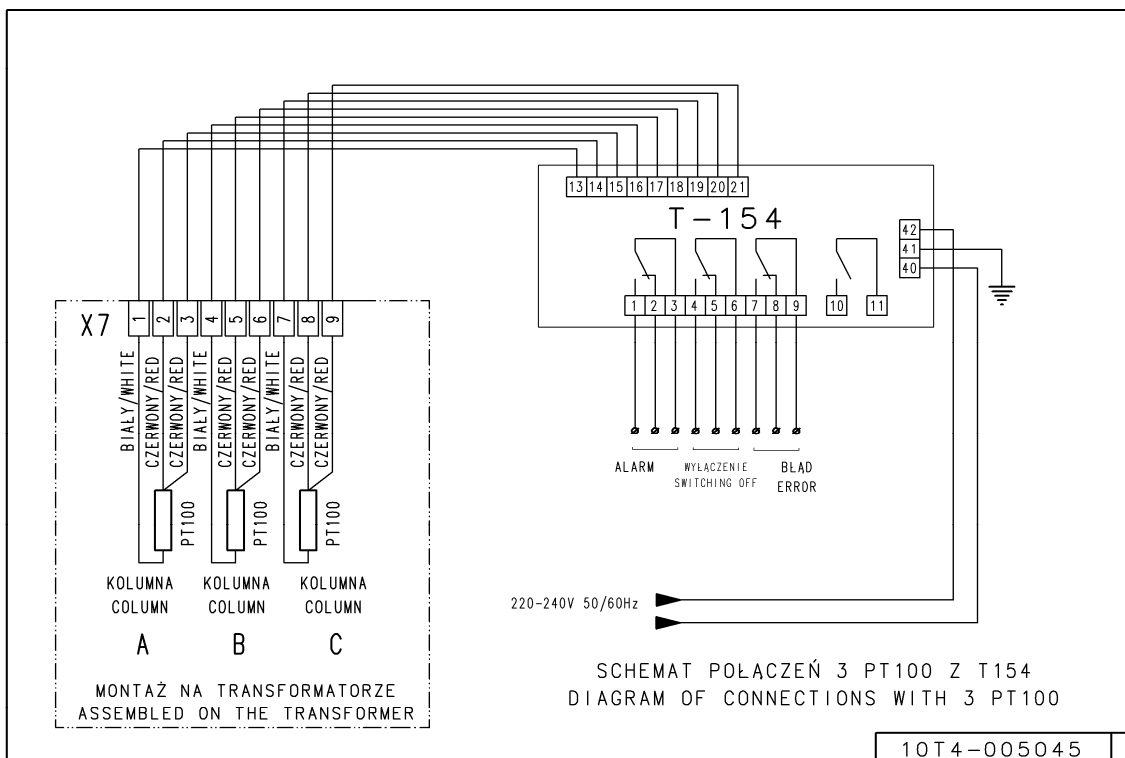 13 14 15 16 17 18 19 20 21
T-154
42
41
40
1 2 3 4 5 6 7 8 9 10 11
X7 1 2 3 4 5 6 7 8 9
BIAŁY/WHITE
CZERWONY/RED
CZERWONY/RED
BIAŁY/WHITE
CZERWONY/RED
CZERWONY/RED
BIAŁY/WHITE
CZERWONY/RED
CZERWONY/RED
PT100
PT100
PT100
KOLUMNA KOLUMNA KOLUMNA
COLUMN COLUMN COLUMN
A B C
MONTAŻ NA TRANSFORMATORZE
ASSEMBLED ON THE TRANSFORMER
ALARM
WYŁĄCZENIE
SWITCHING OFF
BŁĄD
ERROR
220-240V 50/60Hz
SCHEMAT POŁĄCZEŃ 3 PT100 Z T154
DIAGRAM OF CONNECTIONS WITH 3 PT100
10T4-005045